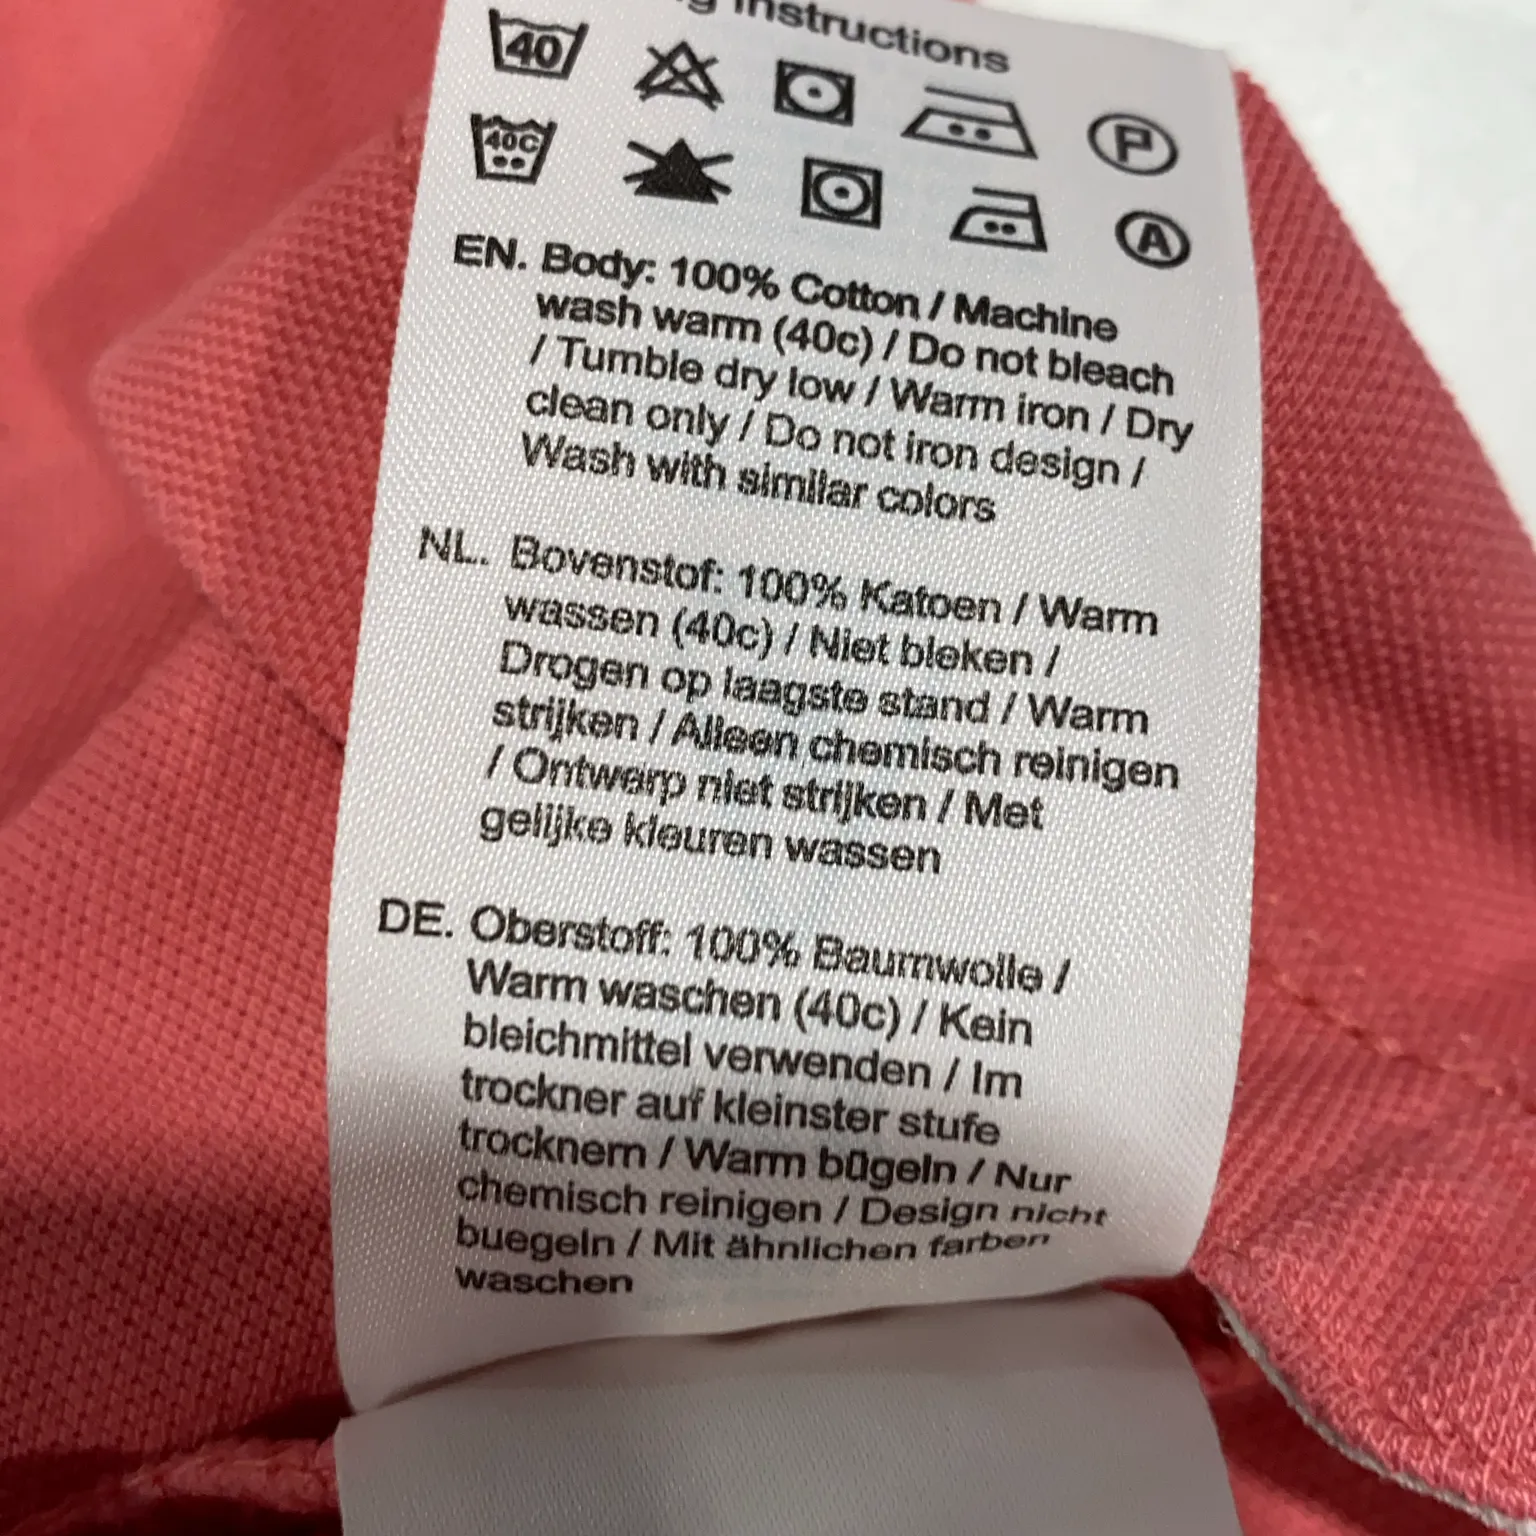 instructions
40
P
40C
A
EN. Body: 100% Cotton / Machine
wash warm (40c) / Do not bleach
/ Tumble dry low / Warm iron / Dry
clean only / Do not iron design /
Wash with similar colors
NL. Bovenstof: 100% Katoen / Warm
wassen (40c) / Niet bleken /
Drogen op laagste stand / Warm
strijken / Alleen chemisch reinigen
/ Ontwerp niet strijken / Met
gelijke kleuren wassen
DE. Oberstoff: 100% Baumwolle /
Warm waschen (40c) / Kein
bleichmittel verwenden / Im
trockner auf kleinster stufe
trocknern / Warm bügeln / Nur
chemisch reinigen / Design nicht
buegeln / Mit ähnlichen farben
waschen